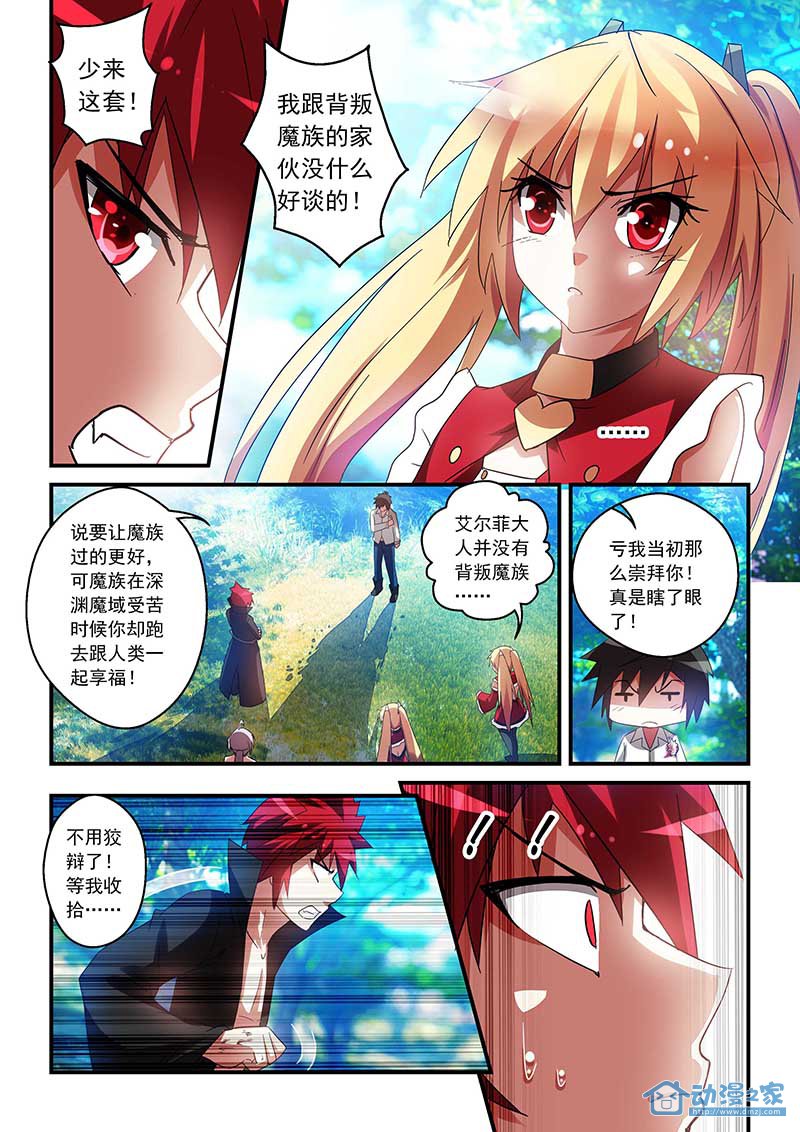 少来
这套！
我跟背叛
魔族的家
伙没什么
好谈的！
……
说要让魔族
过的更好，
可魔族在深
渊魔域受苦
时候你却跑
去跟人类一
起享福！
艾尔菲大
人并没有
背叛魔族
……
亏我当初那
么崇拜你！
真是瞎了眼
了！
不用狡
辩了！
等我收
拾……
！！
动漫之家
http://www.dmzj.com